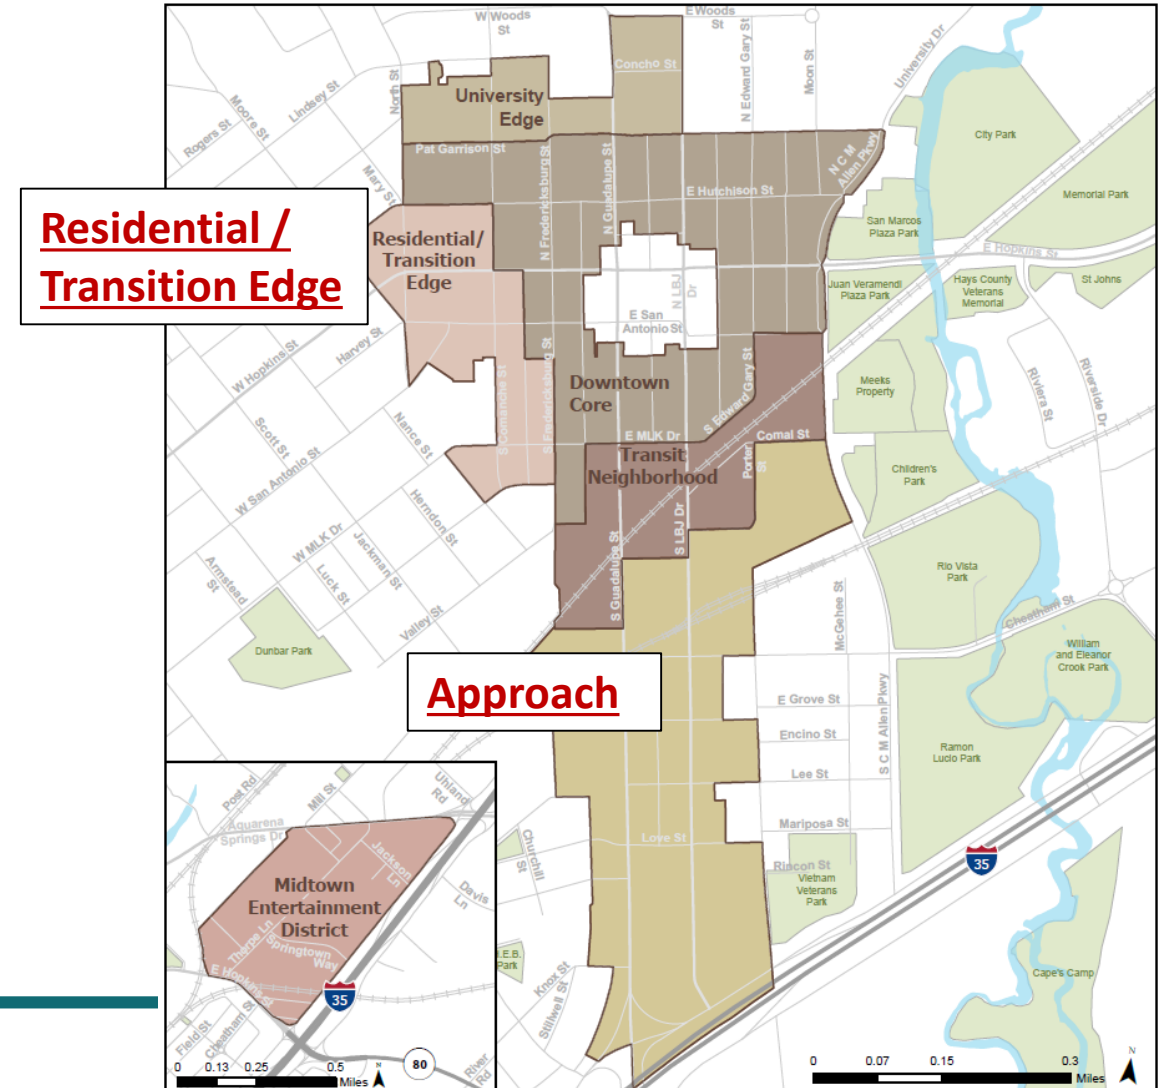 W Woods
St
E Woods
St
Concho St
N Edward Gary St
Moon St
University Dr
Lindsey St
North St
Moore St
Rogers St
Mary St
University
Edge
Pat Garrison St
N Fredericksburg St
N Guadalupe St
E Hutchison St
N C M
Allen Pkwy
City Park
Memorial Park
San Marcos
Plaza Park
E Hopkins St
Residential /
Transition Edge
Residential/
Transition
Edge
N LBJ
Dr
E San
Antonio St
Juan Veramendi
Plaza Park
Hays County
Veterans
Memorial
St Johns
W Hopkins St
Harvey St
S Comanche St
S Fredericksburg St
Downtown
Core
S Edward Gary St
Meeks
Property
Riviera St
Riverside Dr
Scott St
Nance St
E MLK Dr
Comal St
Transit
Neighborhood
Porter
St
Children's
Park
W San Antonio St
Herndon St
W MLK Dr
Jackman St
Luck St
Armstead
St
Valley St
S Guadalupe St
S LBJ Dr
Rio Vista
Park
Cheatham St
McGehee St
Dunbar Park
William
and Eleanor
Crook Park
Approach
E Grove St
Encino St
Lee St
S C M Allen Pkwy
Ramon
Lucio Park
Mariposa St
Love St
Rincon St
Vietnam
Veterans
Park
35
Churchill
St
H.E.B.
Park
Knox St
Stillwell St
River
Rd
Cape's Camp
Post Rd
Mill St
Uhland
Rd
Aquarena
Springs Dr
Jackson
Ln
Davis
Ln
Midtown
Entertainment
District
Thorpe Ln
Springtown
Way
E Hopkins St
35
Field St
Cheatham St
80
0 0.13 0.25 0.5
Miles
N
0 0.07 0.15 0.3
Miles
N